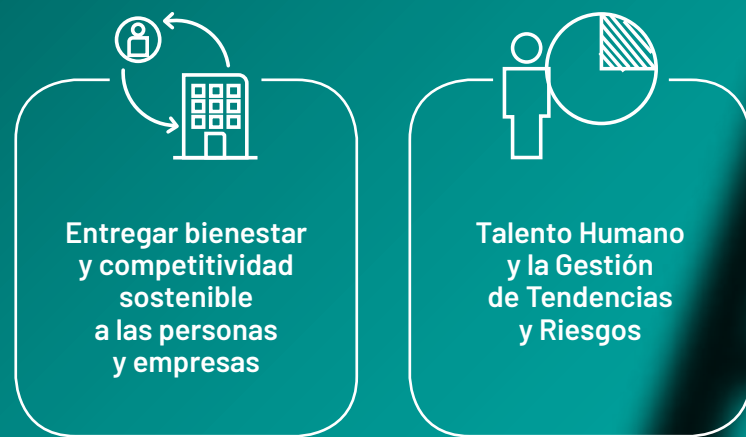 Entregar bienestar
y competitividad
sostenible
a las personas
y empresas
Talento Humano
y la Gestión
de Tendencias
y Riesgos